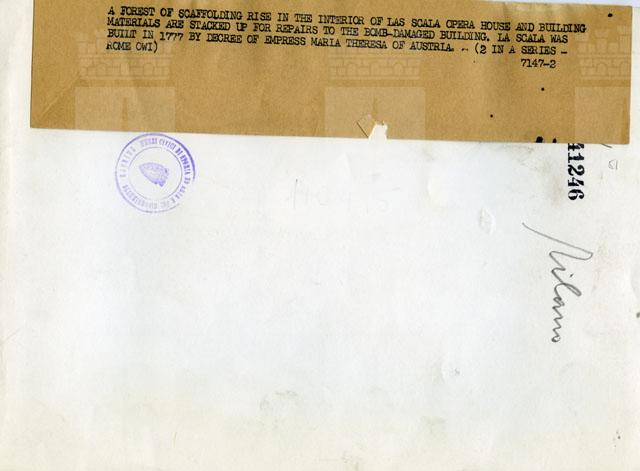 A FOREST OF SCAFFOLDING RISE IN THE INTERIOR OF LAS SCALA OPERA HOUSE AND BUILDING
MATERIALS ARE STACKED UP FOR REPAIRS TO THE BOMB-DAMAGED BUILDING. LA SCALA WAS
BUILT IN 1777 BY DECREE OF EMPRESS MARIA THERESA OF AUSTRIA. - (2 IN A SERIES -
ROME OWI)
7147-2
41246
Milano